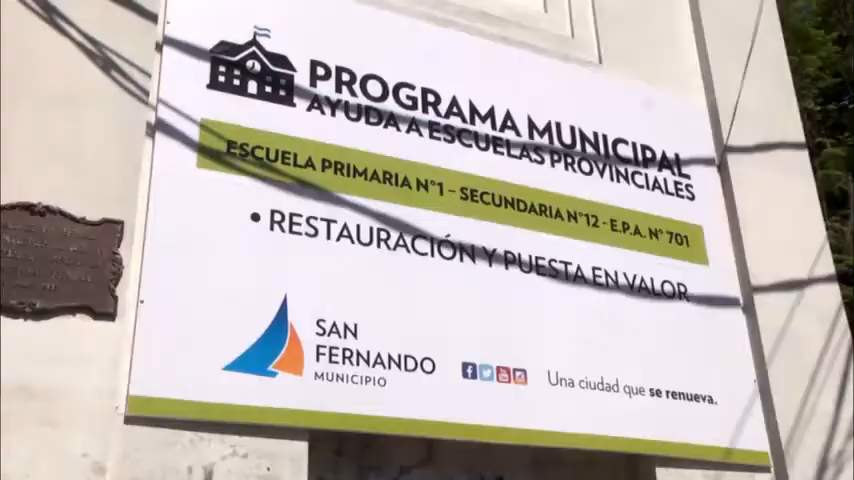 PROGRAMA MUNICIPAL
AYUDA A ESCUELAS PROVINCIALES
ESCUELA PRIMARIA N°1 - SECUNDARIA N°12 - E.P.A. N° 701
• RESTAURACIÓN Y PUESTA EN VALOR
SAN
FERNANDO
MUNICIPIO
Una ciudad que se renueva.